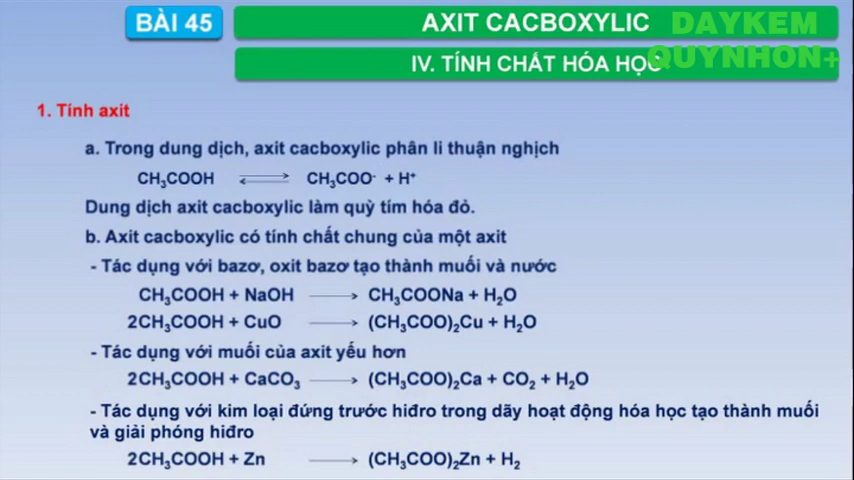 BÀI 45
AXIT CACBOXYLIC
DAYKEM
QUYNHON+
IV. TÍNH CHẤT HÓA HỌC
1. Tính axit
a. Trong dung dịch, axit cacboxylic phân li thuận nghịch
CH₃COOH ⇌ CH₃COO⁻ + H⁺
Dung dịch axit cacboxylic làm quỳ tím hóa đỏ.
b. Axit cacboxylic có tính chất chung của một axit
- Tác dụng với bazơ, oxit bazơ tạo thành muối và nước
CH₃COOH + NaOH → CH₃COONa + H₂O
2CH₃COOH + CuO → (CH₃COO)₂Cu + H₂O
- Tác dụng với muối của axit yếu hơn
2CH₃COOH + CaCO₃ → (CH₃COO)₂Ca + CO₂ + H₂O
- Tác dụng với kim loại đứng trước hiđro trong dãy hoạt động hóa học tạo thành muối
và giải phóng hiđro
2CH₃COOH + Zn → (CH₃COO)₂Zn + H₂